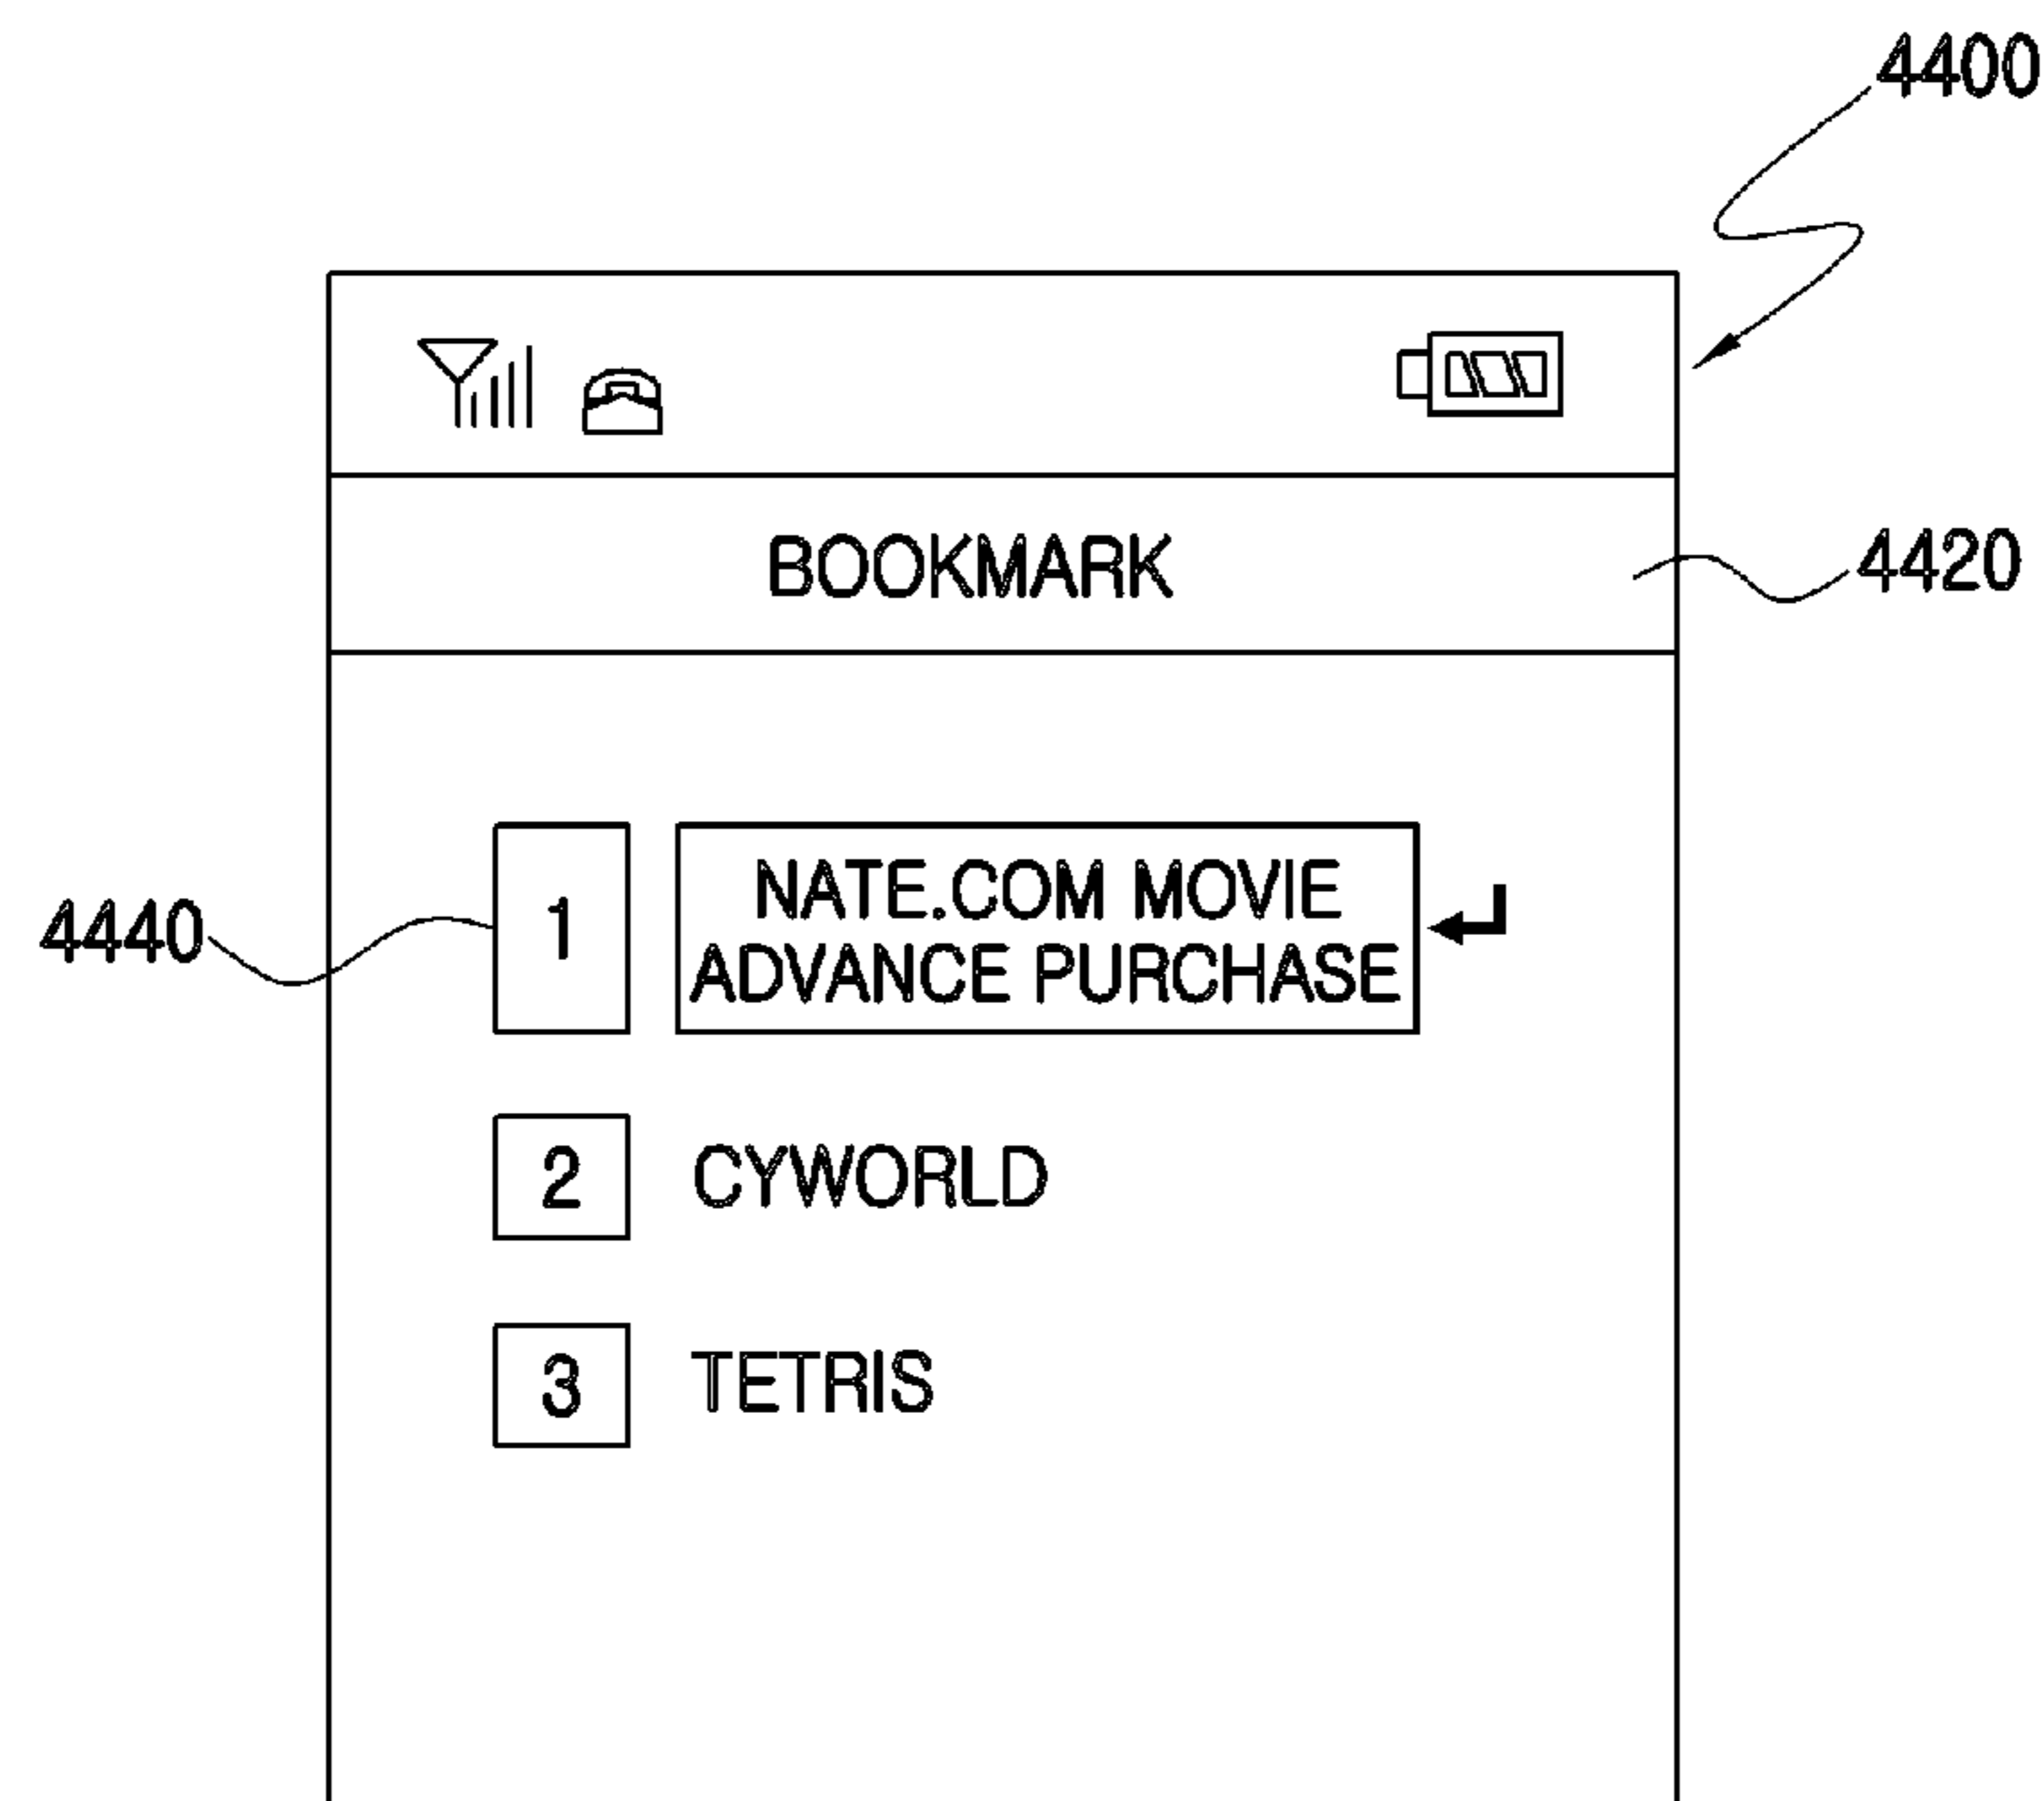 4400
BOOKMARK
4420
4440
1
NATE.COM MOVIE
ADVANCE PURCHASE
2 CYWORLD
3 TETRIS